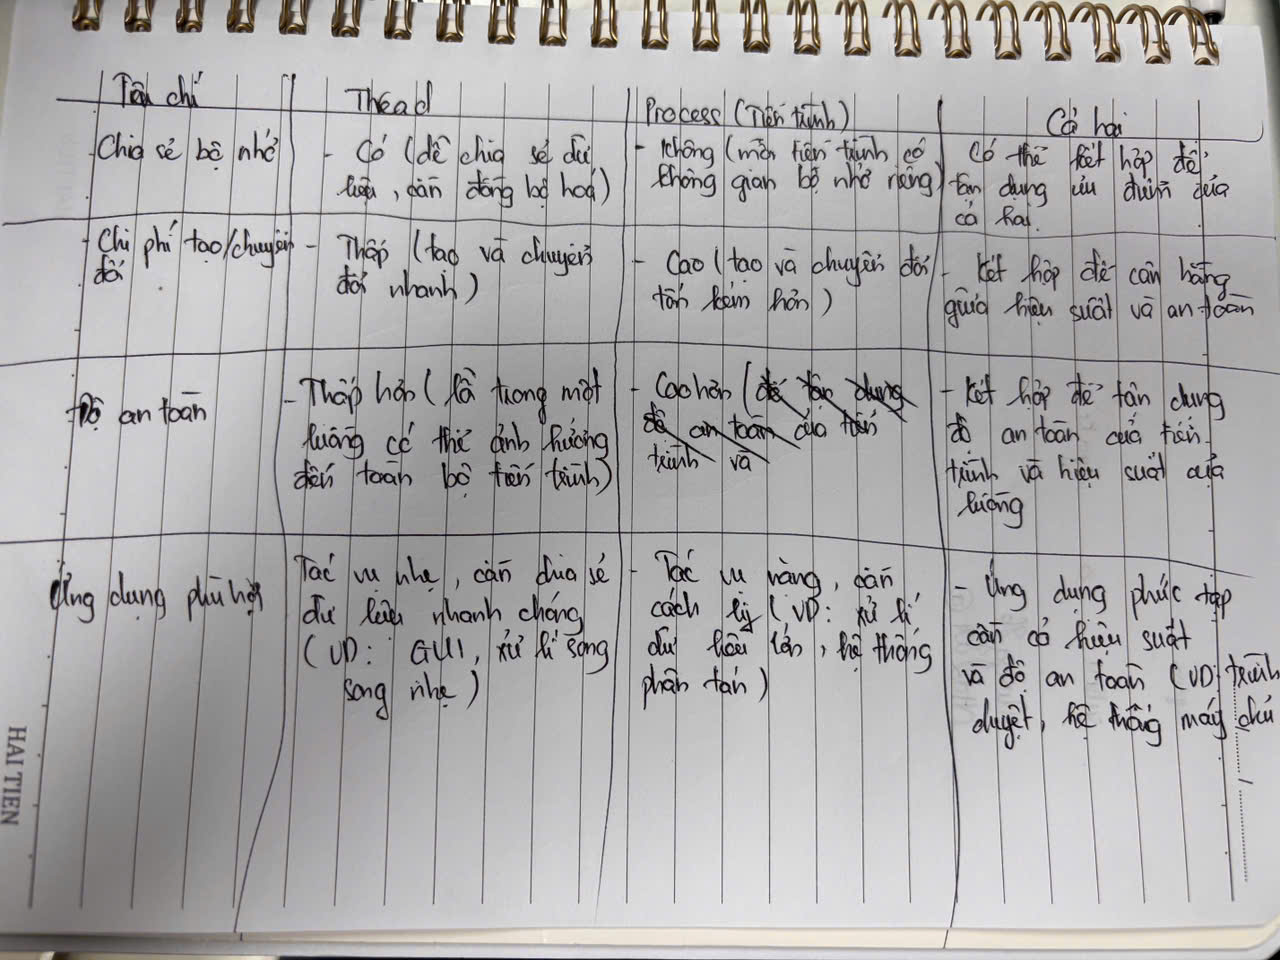 Tiêu chí
Thead
Process (Tiến trình)
Cả hai
Chia sẻ bộ nhớ
- Có (dễ chia sẻ dữ
liệu, cần đồng bộ hoá)
- Không (mỗi tiến trình có
không gian bộ nhớ riêng)
Có thể kết hợp để
tận dụng ưu điểm của
cả hai.
Chi phí tạo/chuyển
đổi
- Thấp (tạo và chuyển
đổi nhanh)
- Cao (tạo và chuyển đổi
tốn kém hơn)
- Kết hợp để cân bằng
giữa hiệu suất và an toàn
Độ an toàn
- Thấp hơn (lỗi trong một
luồng có thể ảnh hưởng
đến toàn bộ tiến trình)
- Cao hơn (để tận dụng
độ an toàn của tiến
trình và
- Kết hợp để tận dụng
độ an toàn của tiến
trình và hiệu suất của
luồng
Ứng dụng phù hợp
Tác vụ nhẹ, cần chia sẻ
dữ liệu nhanh chóng
(VD: GUI, xử lí song
song nhẹ)
- Tác vụ nặng, cần
cách ly (VD: xử lí
dữ liệu lớn, hệ thống
phân tán)
- Ứng dụng phức tạp
cần có hiệu suất
và độ an toàn (VD: trình
duyệt, hệ thống máy chủ
HAI TIEN